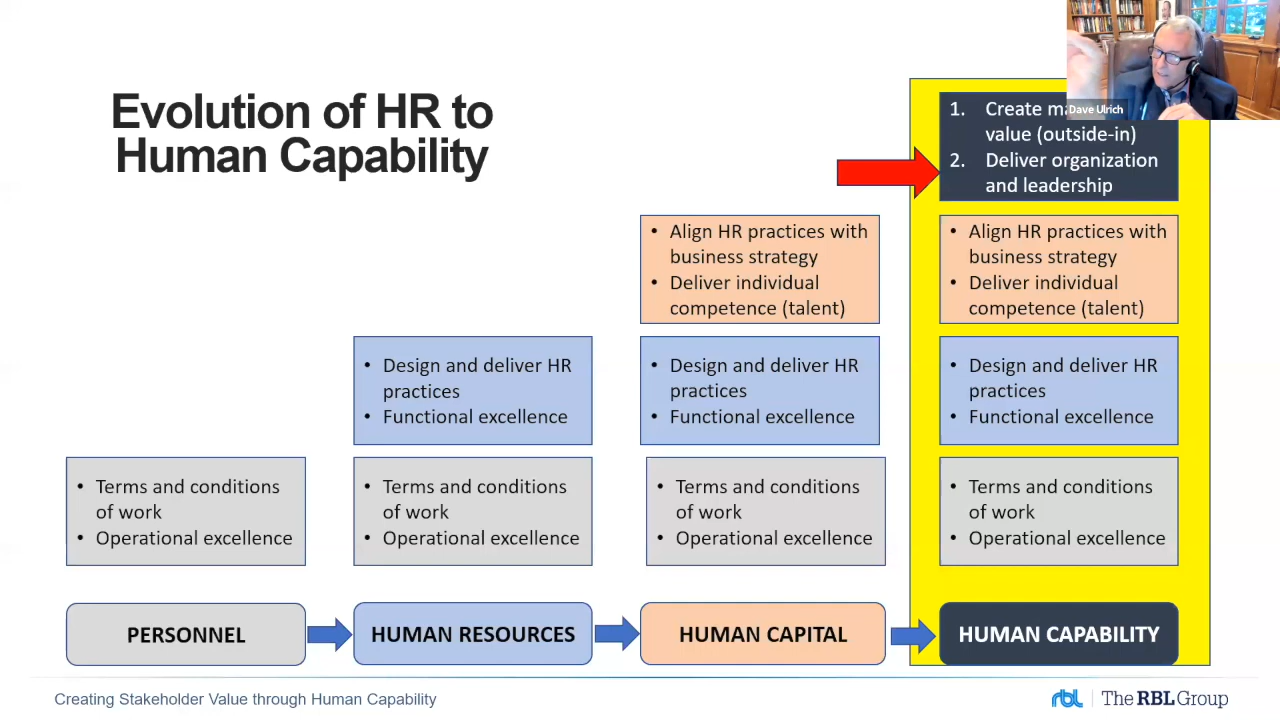 Evolution of HR to
Human Capability
Dave Ulrich
1. Create
value (outside-in)
2. Deliver organization
and leadership
• Align HR practices with
business strategy
• Deliver individual
competence (talent)
• Align HR practices with
business strategy
• Deliver individual
competence (talent)
• Design and deliver HR
practices
• Functional excellence
• Design and deliver HR
practices
• Functional excellence
• Design and deliver HR
practices
• Functional excellence
• Terms and conditions
of work
• Operational excellence
• Terms and conditions
of work
• Operational excellence
• Terms and conditions
of work
• Operational excellence
• Terms and conditions
of work
• Operational excellence
PERSONNEL
HUMAN RESOURCES
HUMAN CAPITAL
HUMAN CAPABILITY
Creating Stakeholder Value through Human Capability
rbl The RBL Group